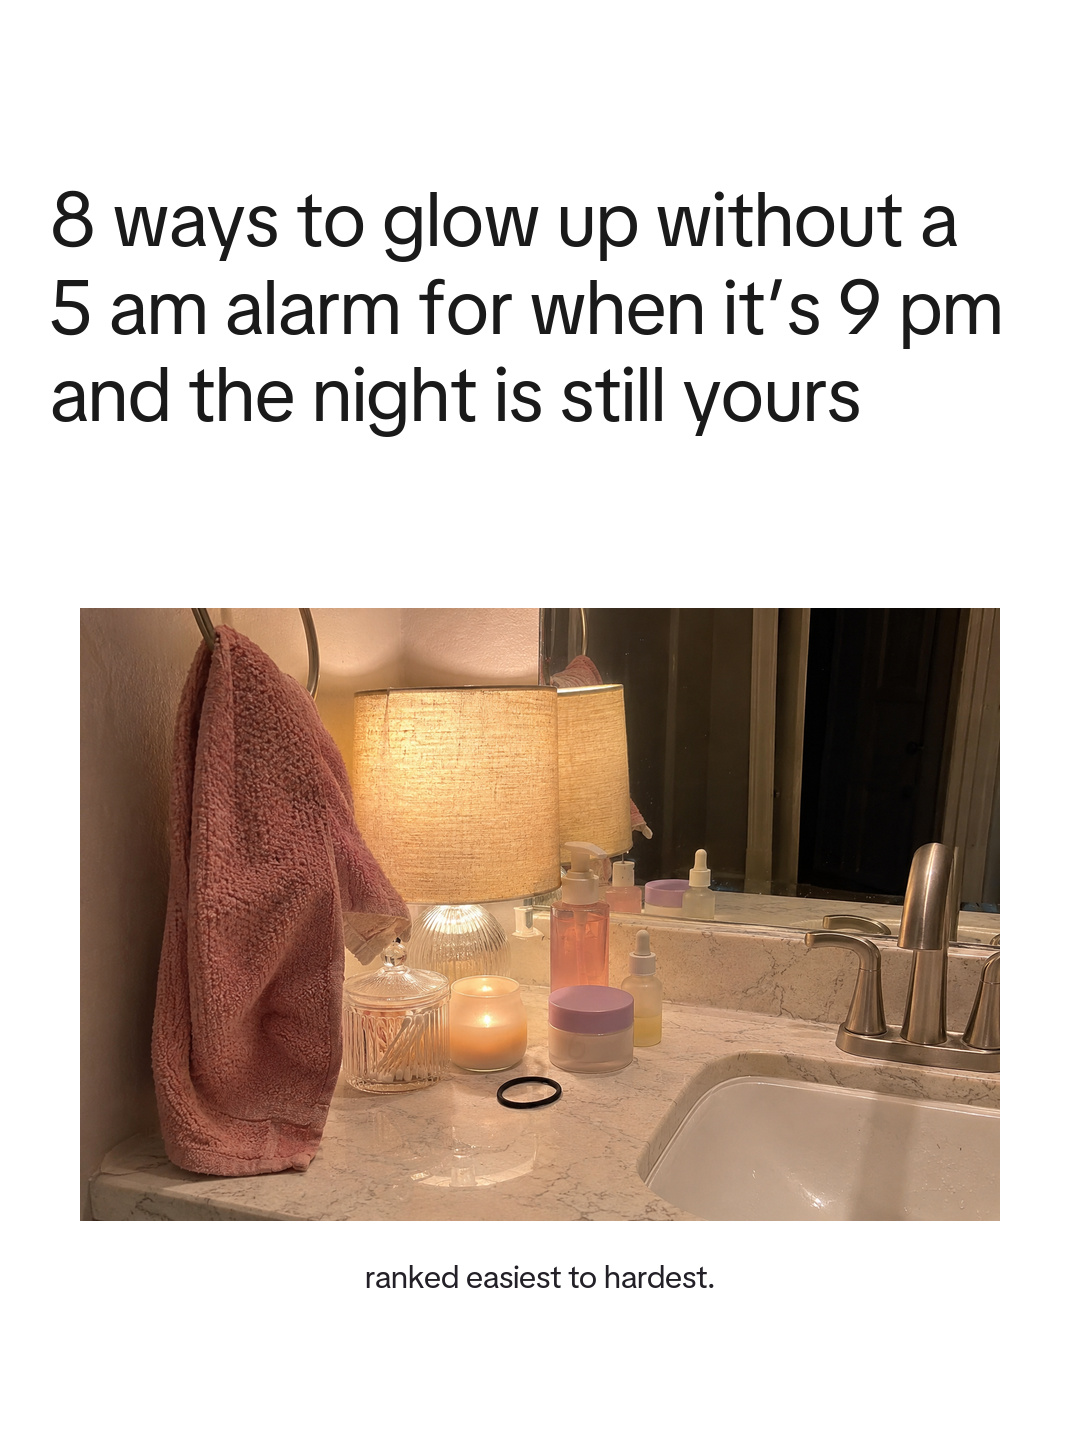 8 ways to glow up without a
5 am alarm for when it’s 9 pm
and the night is still yours
ranked easiest to hardest.